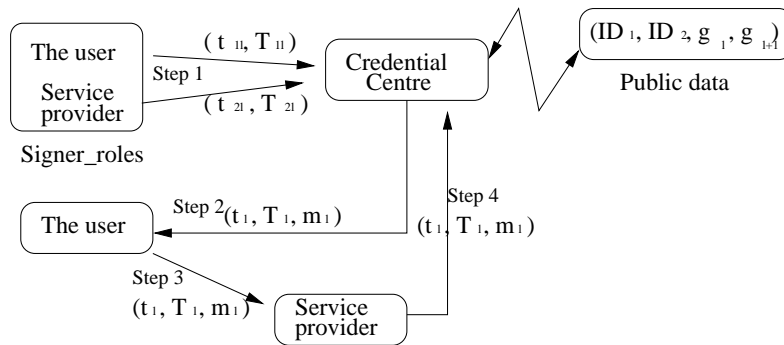 The user
Service
provider
Signer_roles
Step 1
( t 11, T 11)
( t 21, T 21)
Credential
Centre
(ID 1, ID 2, g 1, g 1+1)
Public data
The user
Step 2
(t 1, T 1, m 1)
Step 4
(t 1, T 1, m 1)
Step 3
(t 1, T 1, m 1)
Service
provider